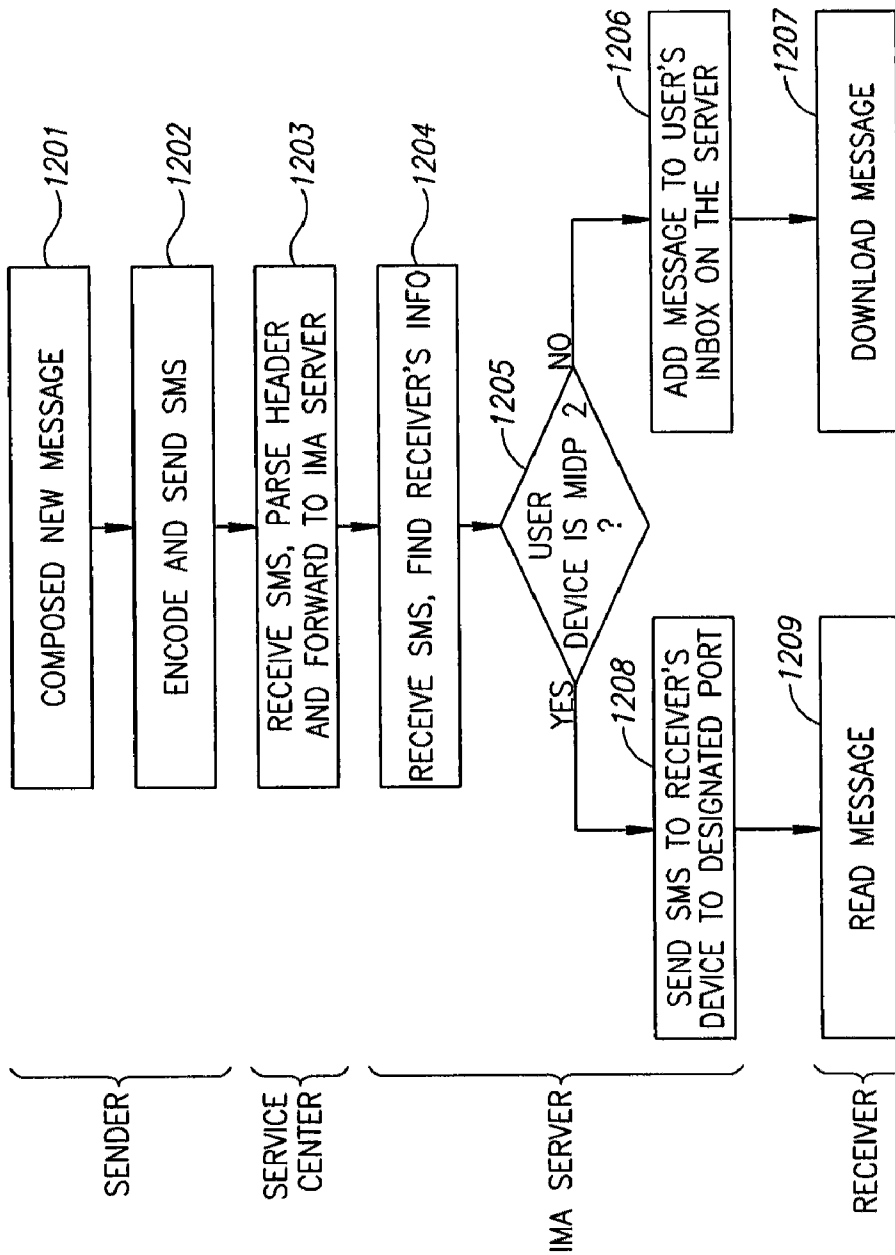 SENDER
COMPOSED NEW MESSAGE
1201
ENCODE AND SEND SMS
1202
SERVICE
CENTER
RECEIVE SMS, PARSE HEADER
AND FORWARD TO IMA SERVER
1203
IMA SERVER
RECEIVE SMS, FIND RECEIVER'S INFO
1204
USER
DEVICE IS MIDP 2
?
1205
YES
NO
1208
SEND SMS TO RECEIVER'S
DEVICE TO DESIGNATED PORT
ADD MESSAGE TO USER'S
INBOX ON THE SERVER
1206
RECEIVER
READ MESSAGE
1209
DOWNLOAD MESSAGE
1207